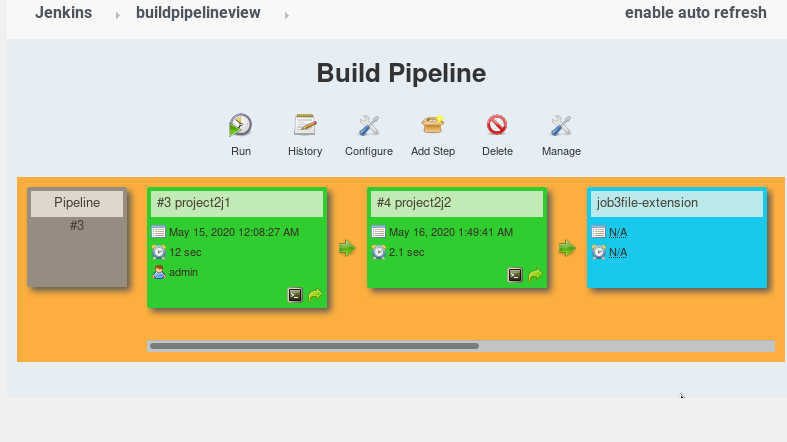 Jenkins buildpipelineview enable auto refresh
Build Pipeline
Run History Configure Add Step Delete Manage
Pipeline
#3
#3 project2j1
May 15, 2020 12:08:27 AM
12 sec
admin
#4 project2j2
May 16, 2020 1:49:41 AM
2.1 sec
job3file-extension
N/A
N/A